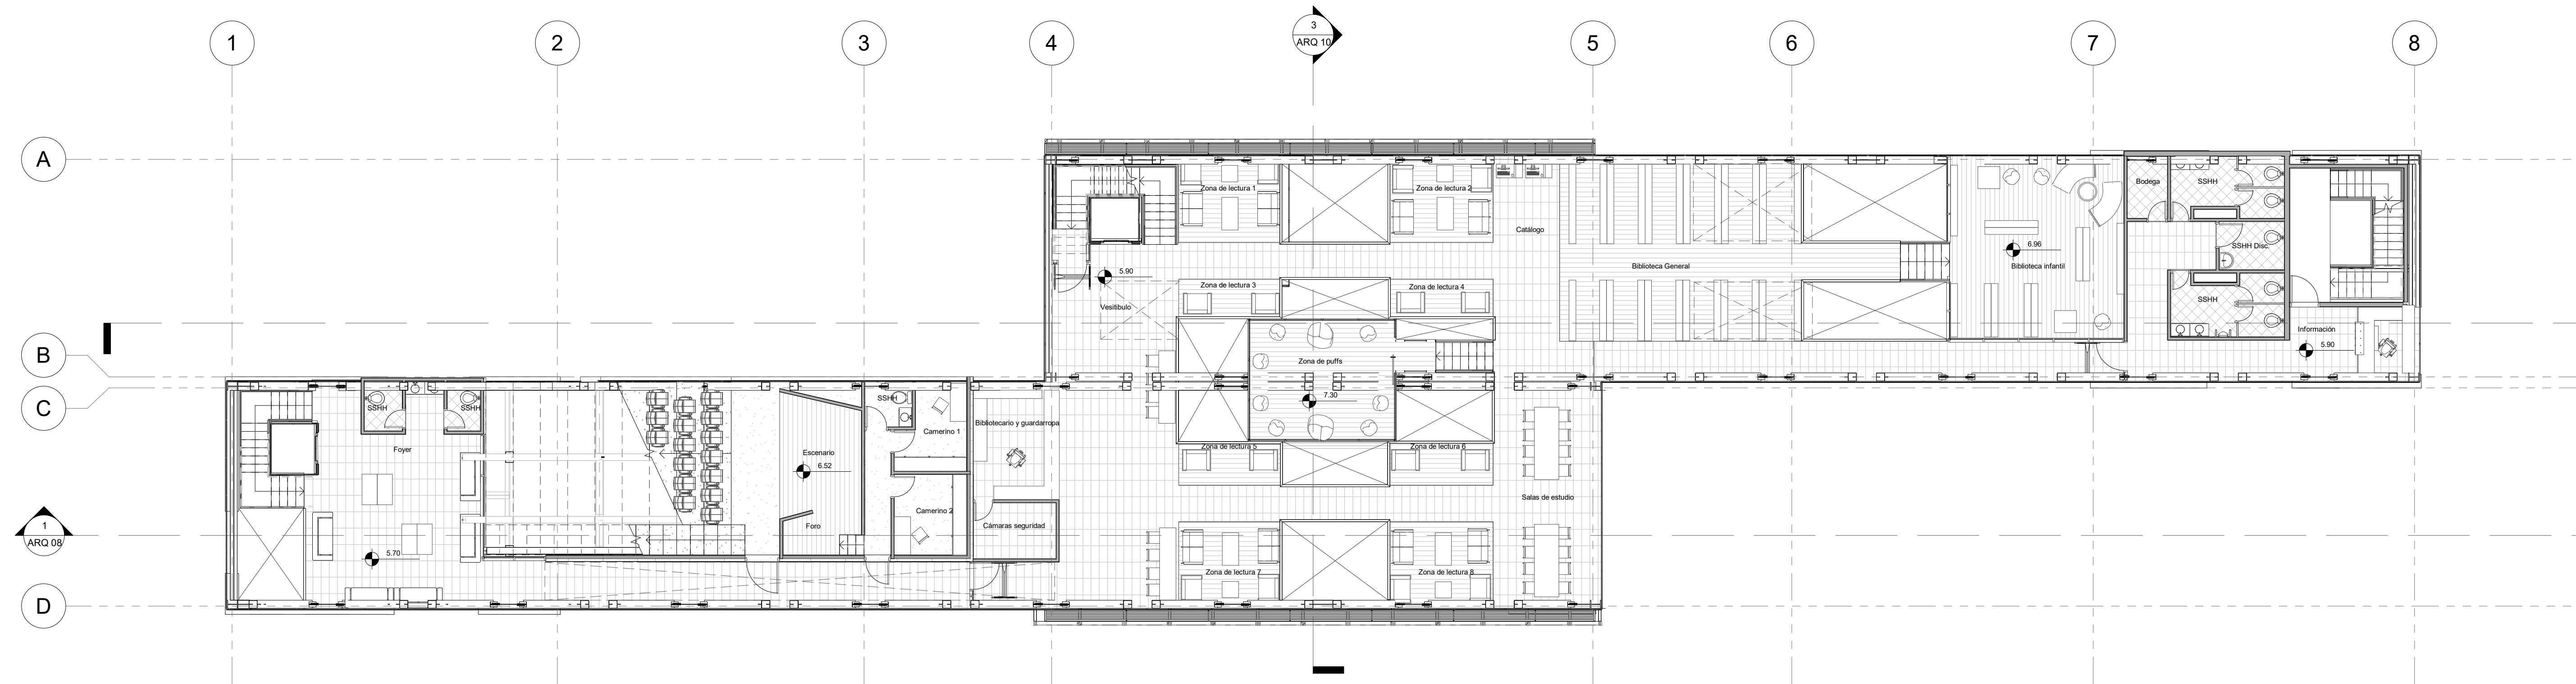 3
ARQ 10
1
2
3
4
5
6
7
8
A
Bodega
SSHH
Zona de lectura 1
Zona de lectura 2
Catálogo
6.96
SSHH Disc.
Biblioteca General
Biblioteca infantil
5.90
Zona de lectura 3
Zona de lectura 4
SSHH
Vesitibulo
Información
5.90
B
Zona de puffs
C
7.30
SSHH
SSHH
SSHH
Bibliotecario y guardarropa
Camerino 1
Foyer
Escenario
Zona de lectura 5
Zona de lectura 6
6.52
Salas de estudio
Camerino 2
1
ARQ 08
Foro
Cámaras seguridad
5.70
Zona de lectura 7
Zona de lectura 8
D